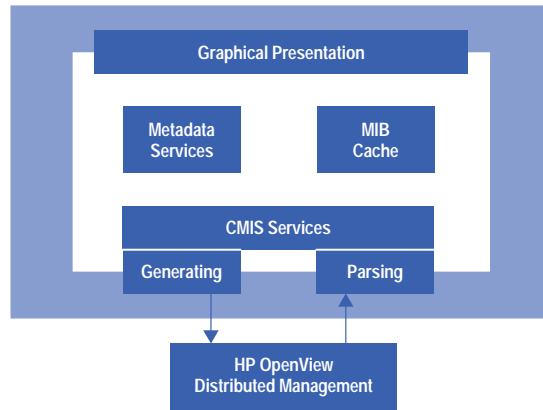 Graphical Presentation
Metadata
Services
MIB
Cache
CMIS Services
Generating
Parsing
HP OpenView
Distributed Management